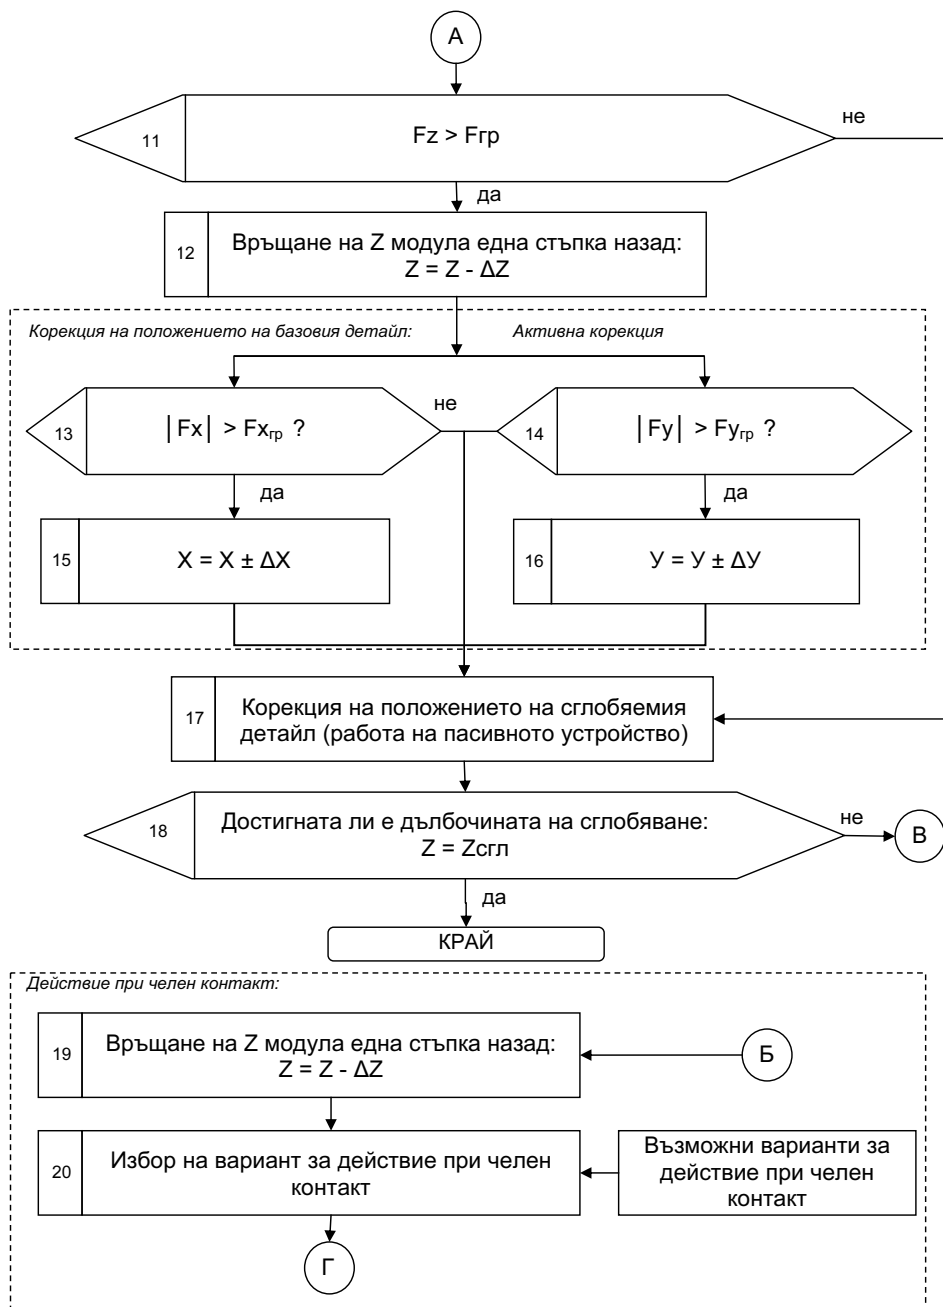 А
11
Fz > Fгр
не
да
12
Връщане на Z модула една стъпка назад:
Z = Z - ΔZ
Корекция на положението на базовия детайл:
Активна корекция
13
|Fx| > Fxгр ?
не
14
|Fy| > Fyгр ?
да
да
15
X = X ± ΔX
16
У = У ± ΔУ
17
Корекция на положението на сглобяемия
детайл (работа на пасивното устройство)
18
Достигната ли е дълбочината на сглобяване:
Z = Zсгл
не
В
да
КРАЙ
Действие при челен контакт:
19
Връщане на Z модула една стъпка назад:
Z = Z - ΔZ
Б
20
Избор на вариант за действие при челен
контакт
Възможни варианти за
действие при челен
контакт
Г